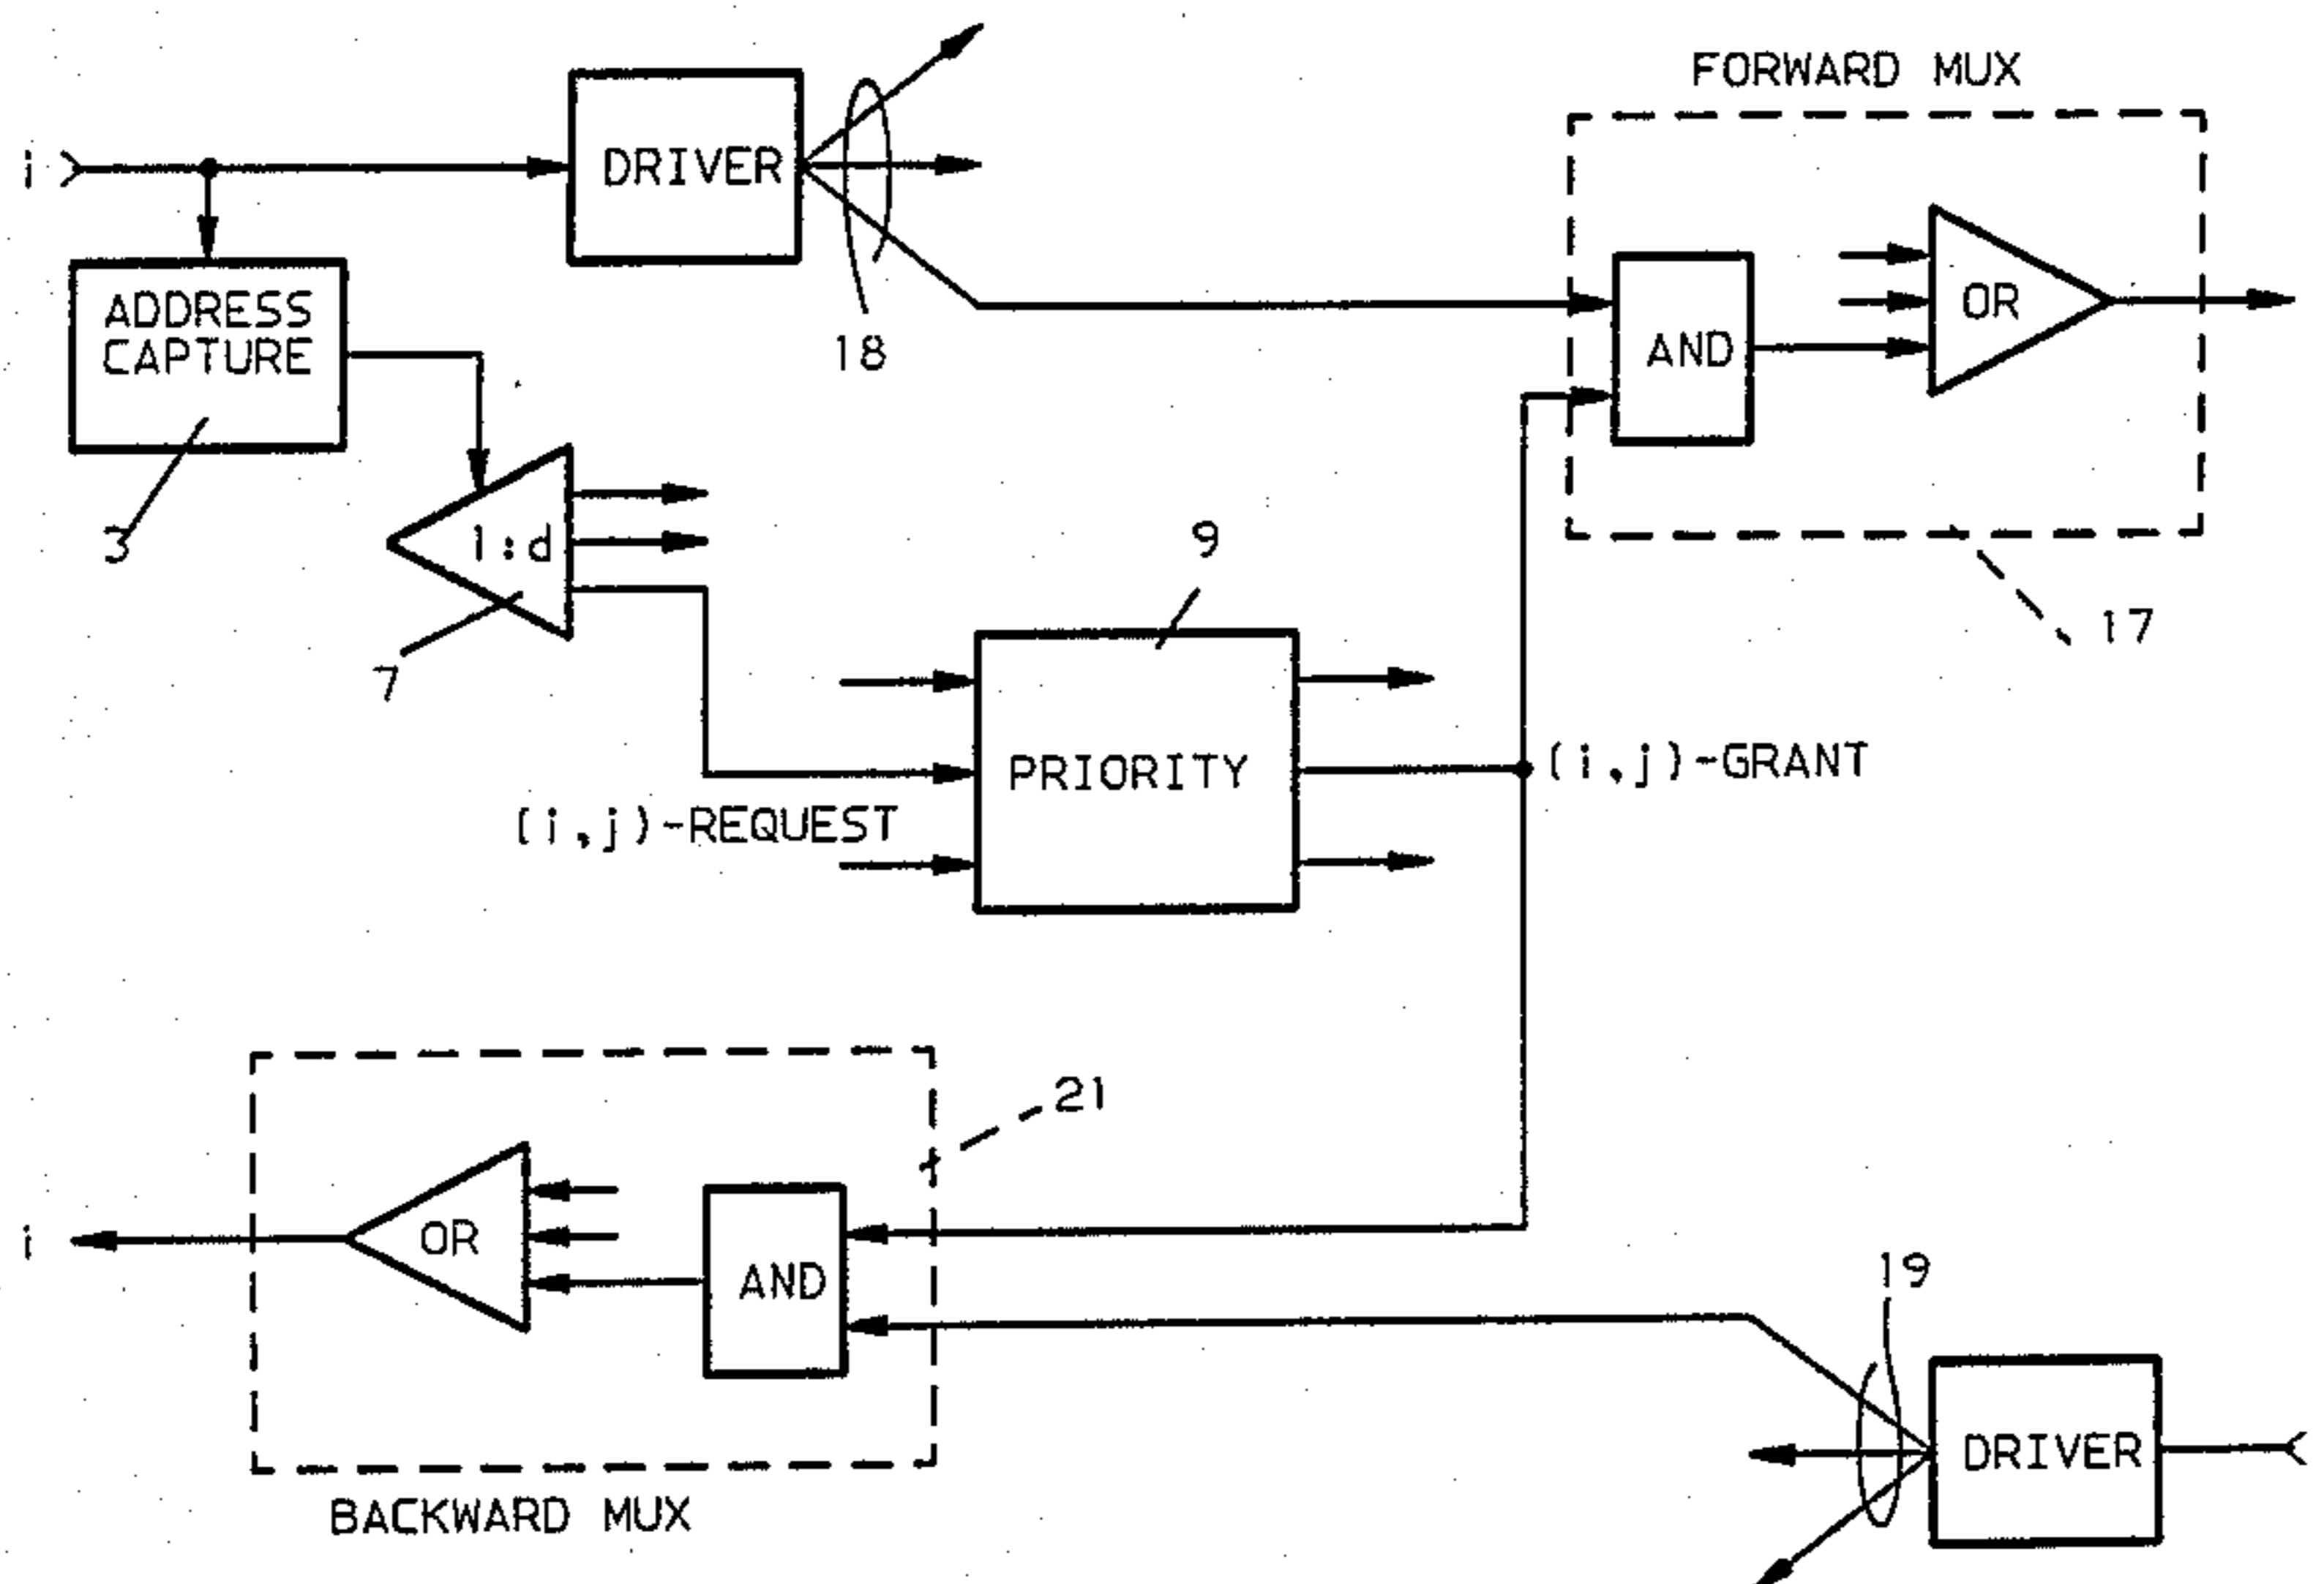 FORWARD MUX
i
DRIVER
ADDRESS
CAPTURE
OR
18
AND
3
1:d
9
17
7
PRIORITY
(i,j)-GRANT
(i,j)-REQUEST
21
OR
i
AND
19
DRIVER
BACKWARD MUX